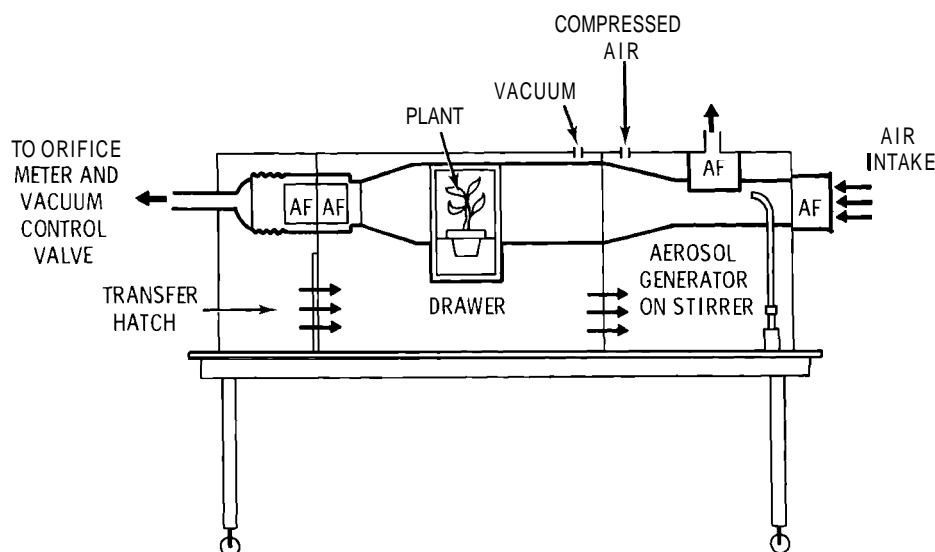 COMPRESSED
AIR
VACUUM
PLANT
TO ORIFICE
METER AND
VACUUM
CONTROL
VALVE
AF
AIR
INTAKE
AF AF
AF
TRANSFER
HATCH
DRAWER
AEROSOL
GENERATOR
ON STIRRER